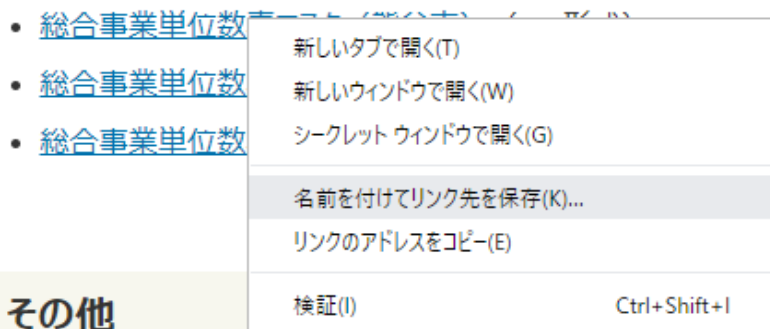 • 総合事業単位数
新しいタブで開く(T)
• 総合事業単位数
新しいウィンドウで開く(W)
• 総合事業単位数
シークレット ウィンドウで開く(G)
名前を付けてリンク先を保存(K)...
リンクのアドレスをコピー(E)
その他
検証(I) Ctrl+Shift+I